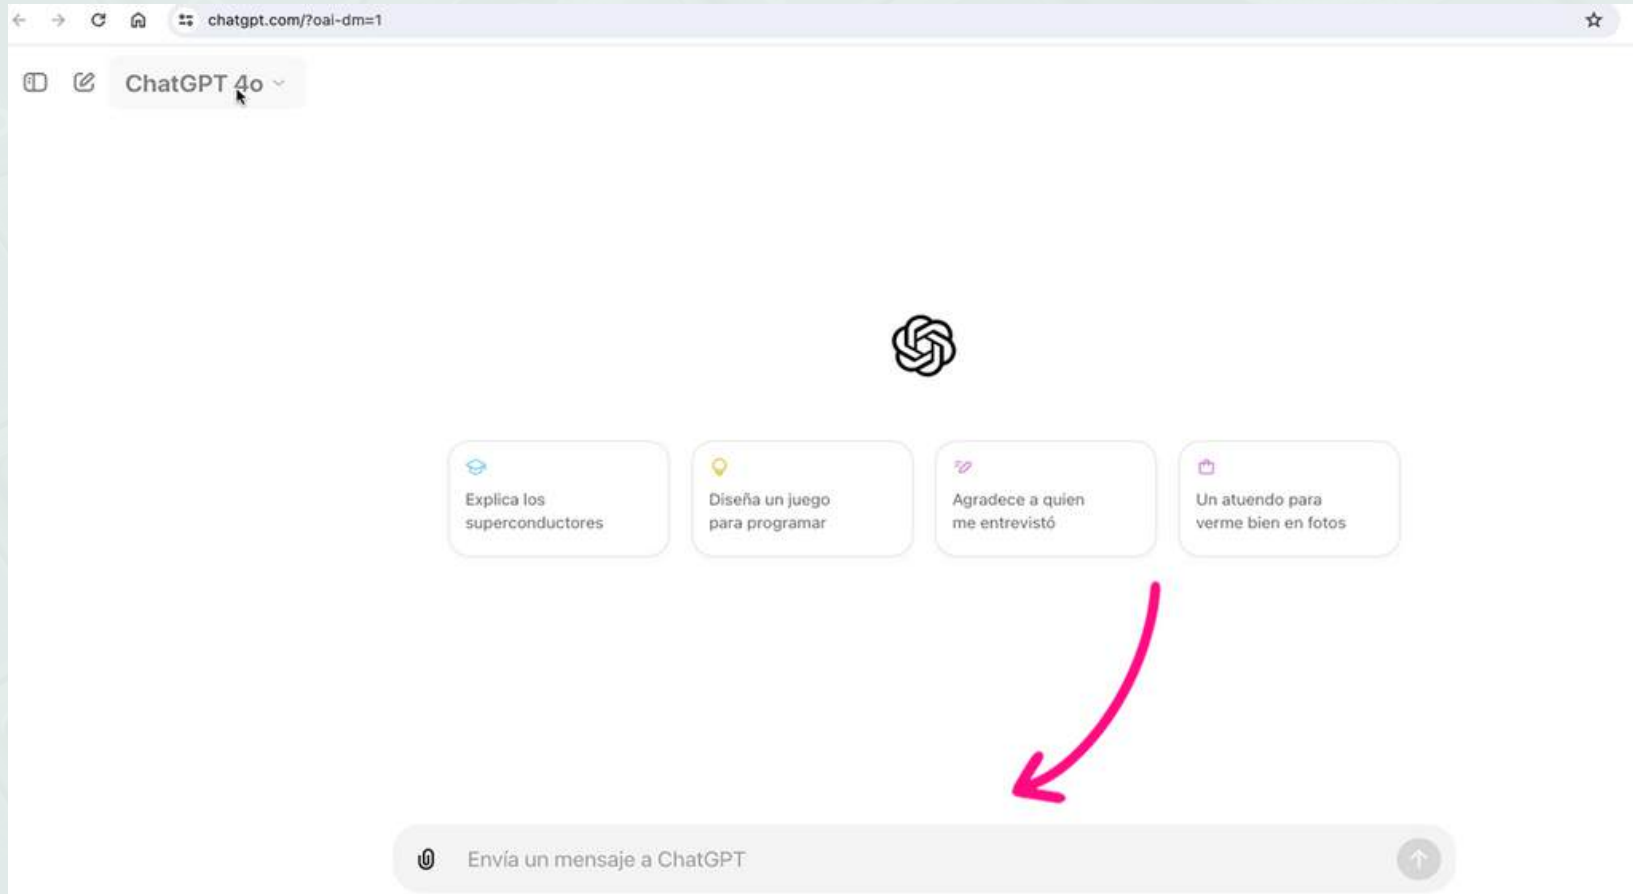 chatgpt.com/?oai-dm=1
ChatGPT 4o
Explica los
superconductores
Diseña un juego
para programar
Agradece a quien
me entrevistó
Un atuendo para
verme bien en fotos
Envía un mensaje a ChatGPT